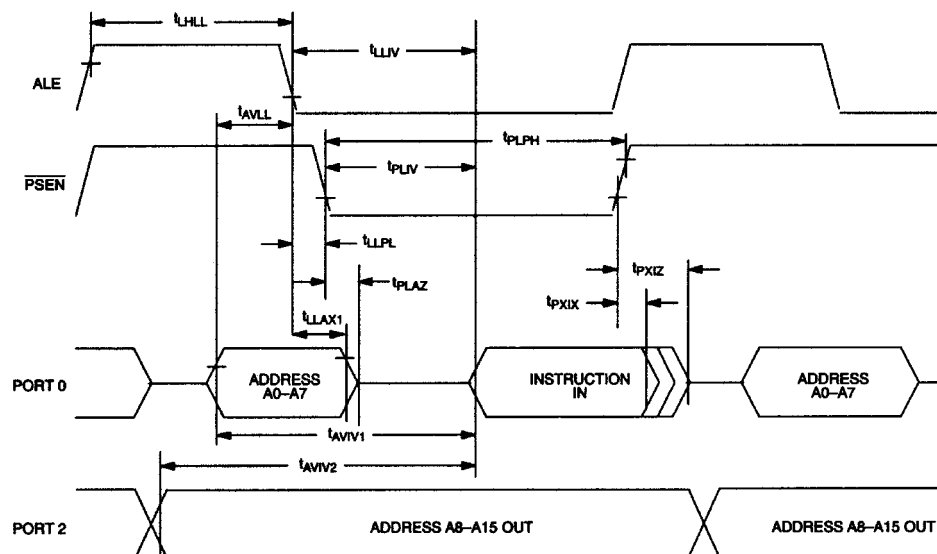 tLHLL
tLLIV
ALE
tAVLL
tPLPH
tPLIV
PSEN
tLLPL
tPXIZ
tPLAZ
tPXIX
tLLAX1
PORT 0
ADDRESS
A0–A7
INSTRUCTION
IN
ADDRESS
A0–A7
tAVIV1
tAVIV2
PORT 2
ADDRESS A8–A15 OUT
ADDRESS A8–A15 OUT